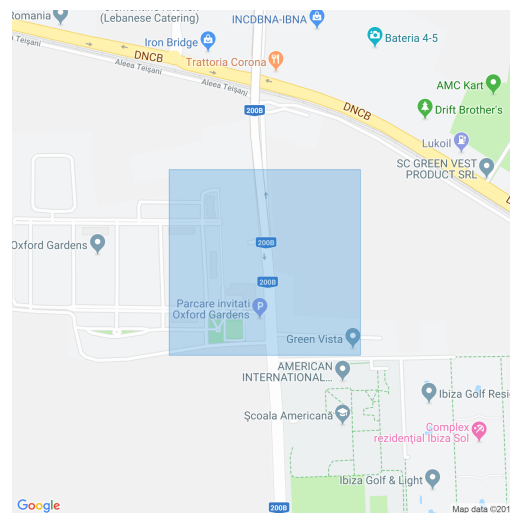 Romania
(Lebanese Catering)
INCDBNA-IBNA
Iron Bridge
Bateria 4-5
DNCB
Aleea Teișani
Trattoria Corona
Aleea Teișani
AMC Kart
200B
DNCB
Drift Brother's
Lukoil
SC GREEN VEST
PRODUCT SRL
Oxford Gardens
200B
200B
Parcare invitati
Oxford Gardens
P
Green Vista
AMERICAN
INTERNATIONAL...
Ibiza Golf Resi
Școala Americană
Complex
rezidențial Ibiza Sol
Ibiza Golf & Light
Google
200B
Map data ©201